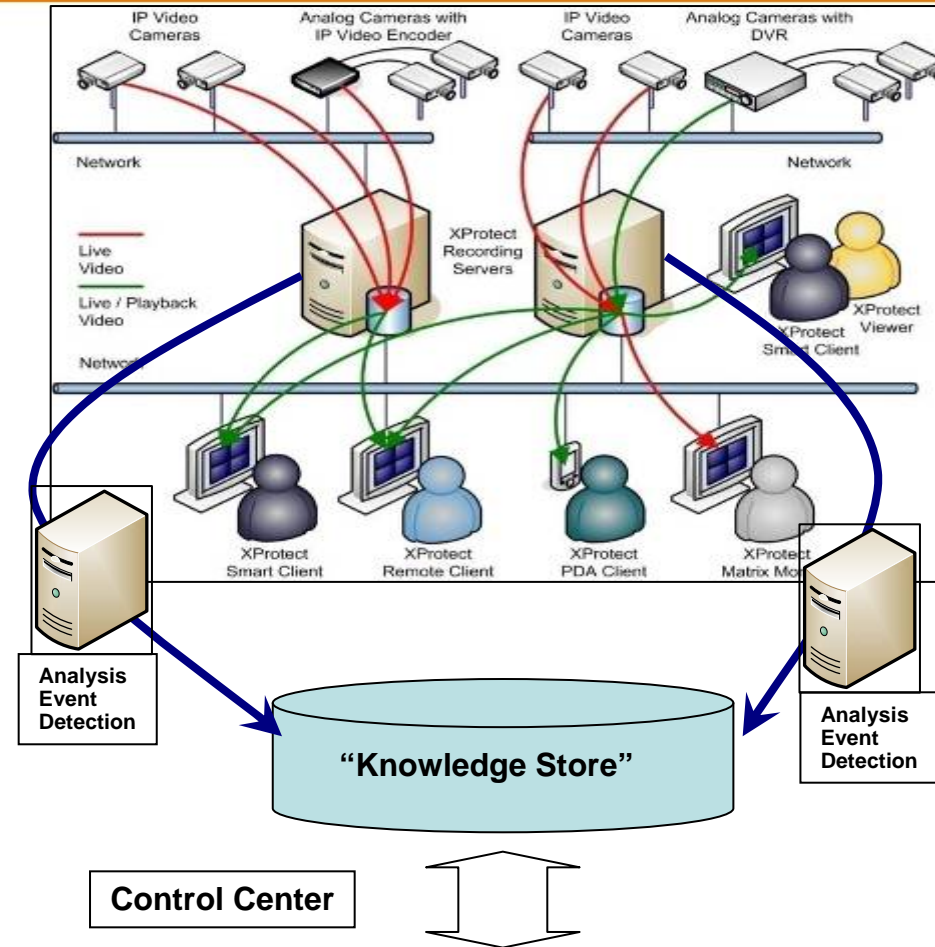 IP Video
Cameras
Analog Cameras with
IP Video Encoder
IP Video
Cameras
Analog Cameras with
DVR
Network
Network
Live
Video
Live / Playback
Video
XProtect
Recording
Servers
XProtect
Viewer
XProtect
Smart Client
Network
XProtect
Smart Client
XProtect
Remote Client
XProtect
PDA Client
XProtect
Matrix
Analysis
Event
Detection
Analysis
Event
Detection
“Knowledge Store”
Control Center